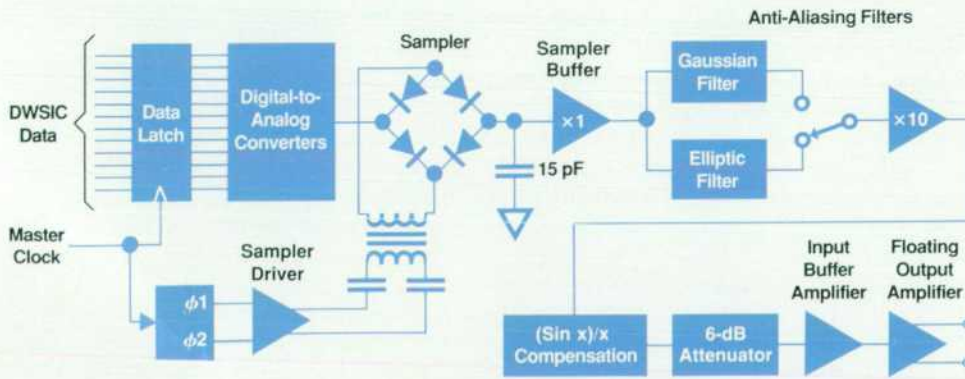 Anti-Aliasing Filters
Sampler
Sampler
Buffer
Gaussian
Filter
DWSIC
Data
Data
Latch
Digital-to-
Analog
Converters
×1
×10
15 pF
Elliptic
Filter
Master
Clock
Sampler
Driver
ϕ1
ϕ2
Input
Buffer
Amplifier
Floating
Output
Amplifier
(Sin x)/x
Compensation
6-dB
Attenuator